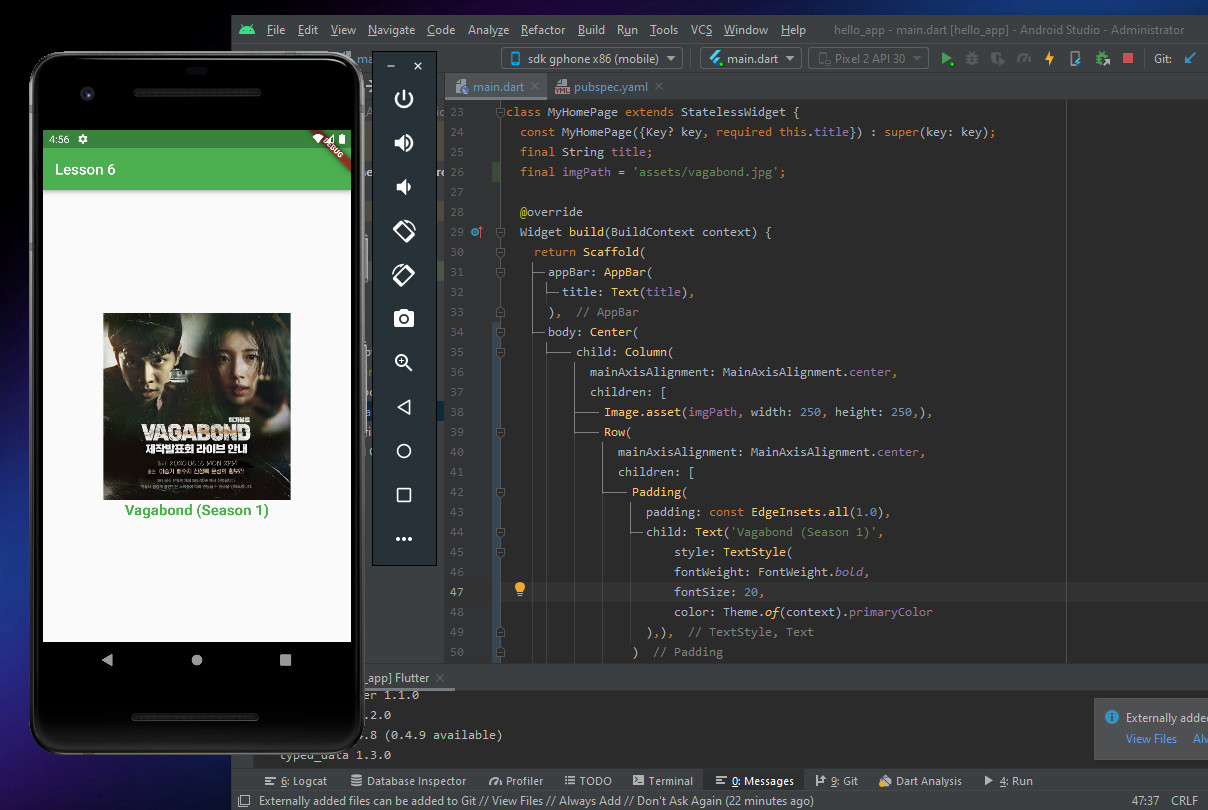 File Edit View Navigate Code Analyze Refactor Build Run Tools VCS Window Help hello_app - main.dart [hello_app] - Android Studio - Administrator
sdk gphone x86 (mobile) main.dart Pixel 2 API 30 Git:
main.dart pubspec.yaml
4:56
DEBUG
Lesson 6
VAGABOND
제작발표회 라이브 안내
Vagabond (Season 1)
23 class MyHomePage extends StatelessWidget {
24 const MyHomePage({Key? key, required this.title}) : super(key: key);
25 final String title;
26 final imgPath = 'assets/vagabond.jpg';
27
28 @override
29 Widget build(BuildContext context) {
30 return Scaffold(
31 appBar: AppBar(
32 title: Text(title),
33 ), // AppBar
34 body: Center(
35 child: Column(
36 mainAxisAlignment: MainAxisAlignment.center,
37 children: [
38 Image.asset(imgPath, width: 250, height: 250,),
39 Row(
40 mainAxisAlignment: MainAxisAlignment.center,
41 children: [
42 Padding(
43 padding: const EdgeInsets.all(1.0),
44 child: Text('Vagabond (Season 1)',
45 style: TextStyle(
46 fontWeight: FontWeight.bold,
47 fontSize: 20,
48 color: Theme.of(context).primaryColor
49 ),), // TextStyle, Text
50 ) // Padding
_app] Flutter
er 1.1.0
.2.0
.8 (0.4.9 available)
typed_data 1.3.0
Externally added
View Files Alw
6: Logcat Database Inspector Profiler TODO Terminal 0: Messages 9: Git Dart Analysis 4: Run
Externally added files can be added to Git // View Files // Always Add // Don't Ask Again (22 minutes ago) 47:37 CRLF